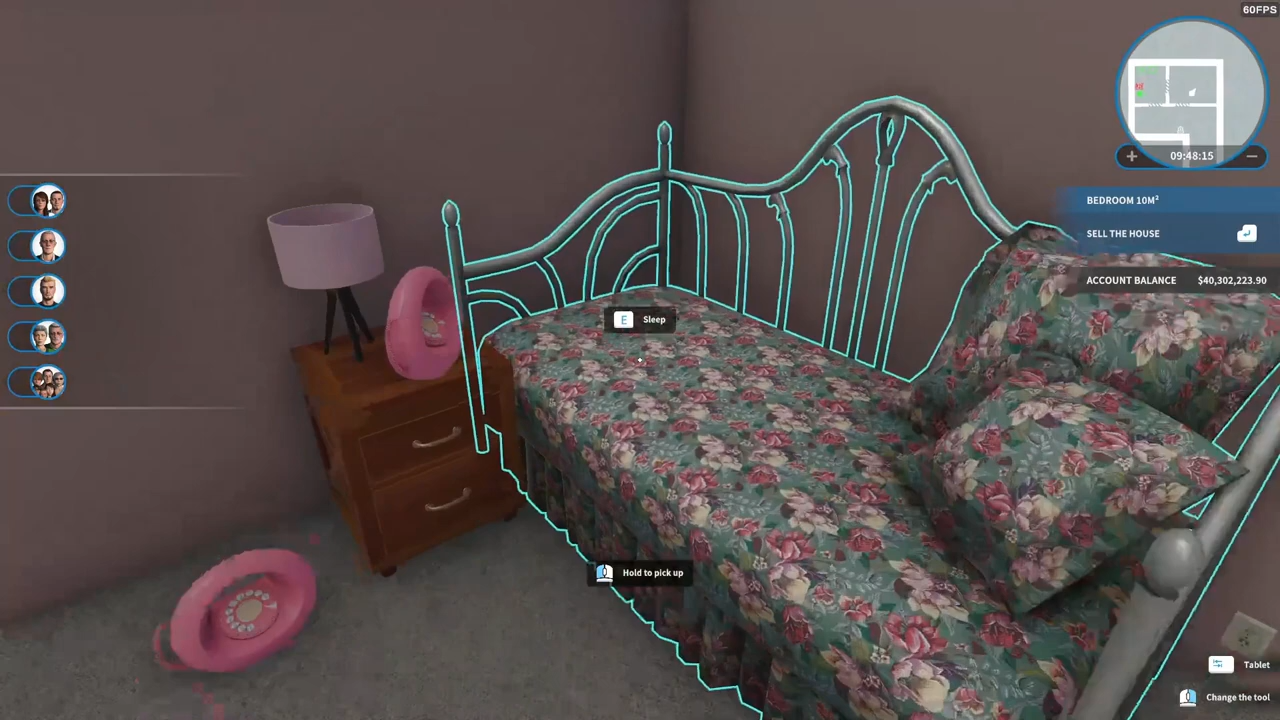 60FPS
09:48:15
BEDROOM 10M²
SELL THE HOUSE
ACCOUNT BALANCE $40,302,223.90
E Sleep
Hold to pick up
Tablet
Change the tool